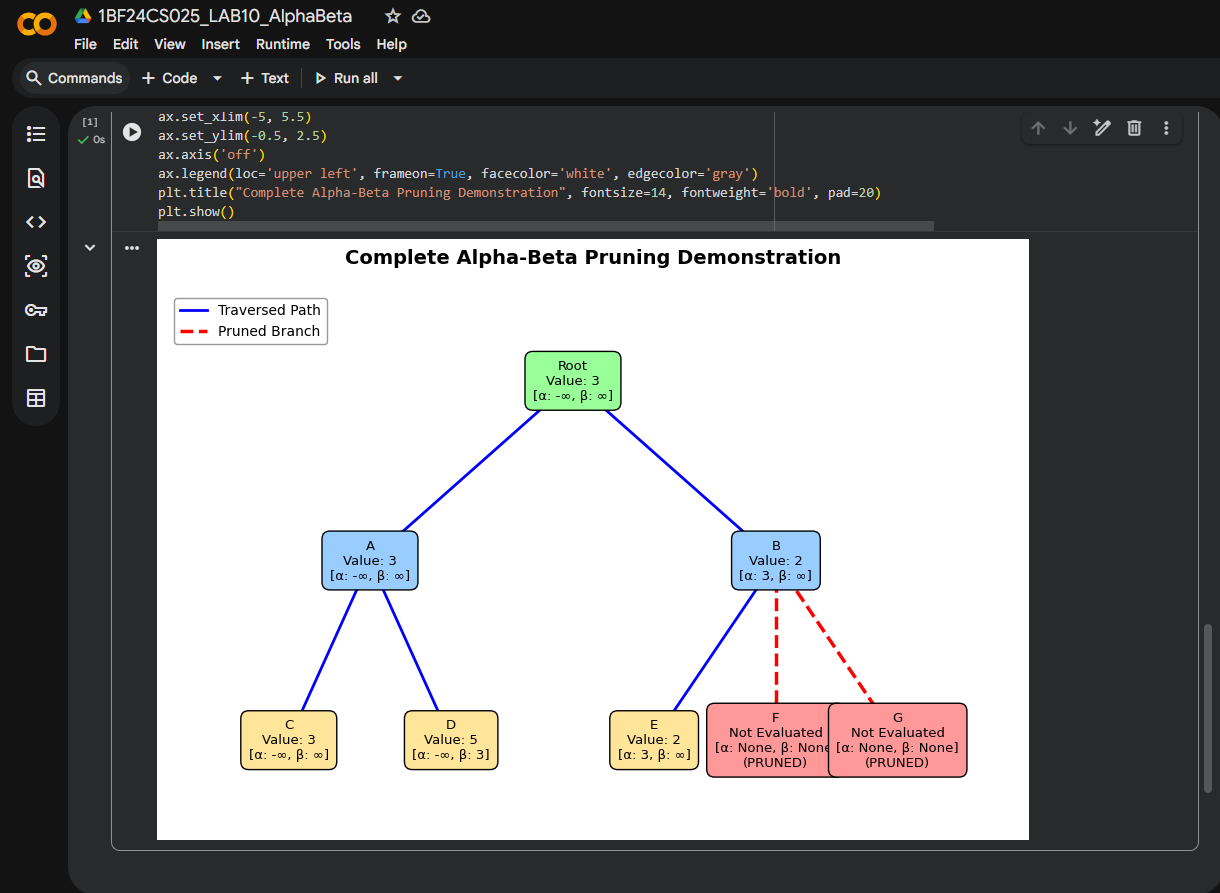 1BF24CS025_LAB10_AlphaBeta
File Edit View Insert Runtime Tools Help
Commands + Code + Text Run all
[1]
0s
ax.set_xlim(-5, 5.5)
ax.set_ylim(-0.5, 2.5)
ax.axis('off')
ax.legend(loc='upper left', frameon=True, facecolor='white', edgecolor='gray')
plt.title("Complete Alpha-Beta Pruning Demonstration", fontsize=14, fontweight='bold', pad=20)
plt.show()
Complete Alpha-Beta Pruning Demonstration
Traversed Path
Pruned Branch
Root
Value: 3
[α: -∞, β: ∞]
A
Value: 3
[α: -∞, β: ∞]
B
Value: 2
[α: 3, β: ∞]
C
Value: 3
[α: -∞, β: ∞]
D
Value: 5
[α: -∞, β: 3]
E
Value: 2
[α: 3, β: ∞]
F
Not Evaluated
[α: None, β: None
(PRUNED)
G
Not Evaluated
[α: None, β: None]
(PRUNED)